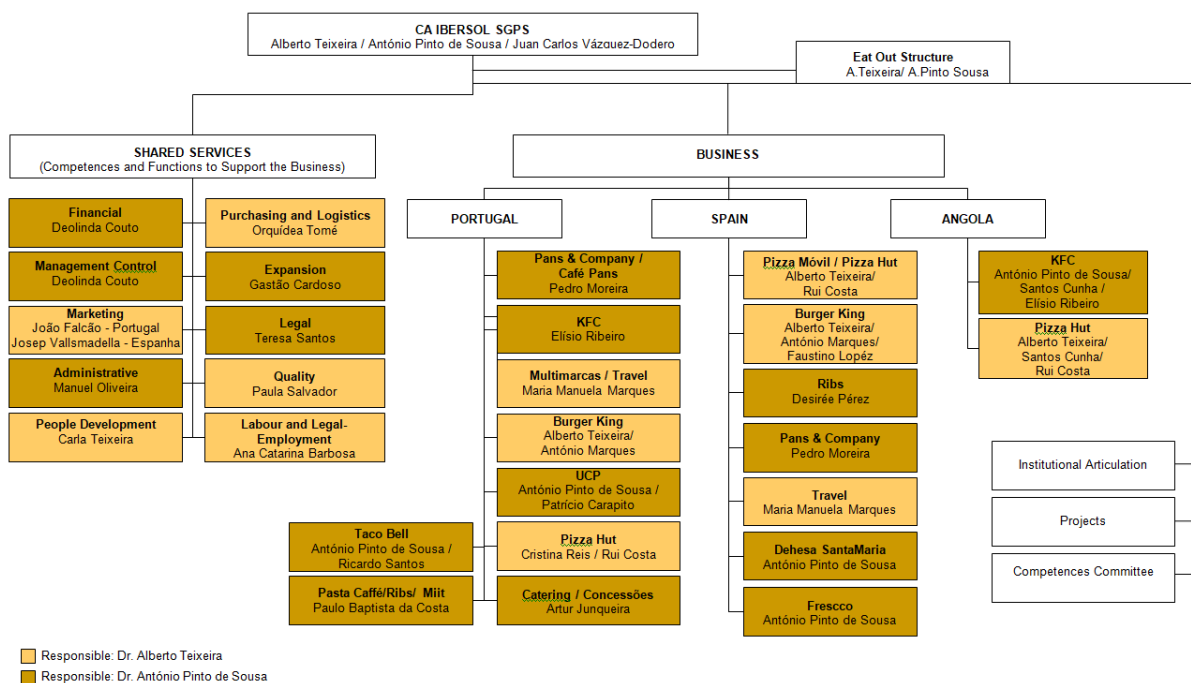 CA IBERSOL SGPS
Alberto Teixeira / António Pinto de Sousa / Juan Carlos Vázquez-Dodero
Eat Out Structure
A.Teixeira/ A.Pinto Sousa
SHARED SERVICES
(Competences and Functions to Support the Business)
BUSINESS
Financial
Deolinda Couto
Purchasing and Logistics
Orquídea Tomé
Management Control
Deolinda Couto
Expansion
Gastão Cardoso
Marketing
João Falcão - Portugal
Josep Vallsmadella - Espanha
Legal
Teresa Santos
Administrative
Manuel Oliveira
Quality
Paula Salvador
People Development
Carla Teixeira
Labour and Legal-
Employment
Ana Catarina Barbosa
PORTUGAL
Pans & Company /
Café Pans
Pedro Moreira
KFC
Elísio Ribeiro
Multimarcas / Travel
Maria Manuela Marques
Burger King
Alberto Teixeira/
António Marques
UCP
António Pinto de Sousa /
Patrício Carapito
Taco Bell
António Pinto de Sousa /
Ricardo Santos
Pizza Hut
Cristina Reis / Rui Costa
Pasta Caffé/Ribs/ Miit
Paulo Baptista da Costa
Catering / Concessões
Artur Junqueira
SPAIN
Pizza Móvil / Pizza Hut
Alberto Teixeira/
Rui Costa
Burger King
Alberto Teixeira/
António Marques/
Faustino Lopéz
Ribs
Desirée Pérez
Pans & Company
Pedro Moreira
Travel
Maria Manuela Marques
Dehesa SantaMaria
António Pinto de Sousa
Frescco
António Pinto de Sousa
ANGOLA
KFC
António Pinto de Sousa/
Santos Cunha /
Elísio Ribeiro
Pizza Hut
Alberto Teixeira/
Santos Cunha/
Rui Costa
Institutional Articulation
Projects
Competences Committee
Responsible: Dr. Alberto Teixeira
Responsible: Dr. António Pinto de Sousa